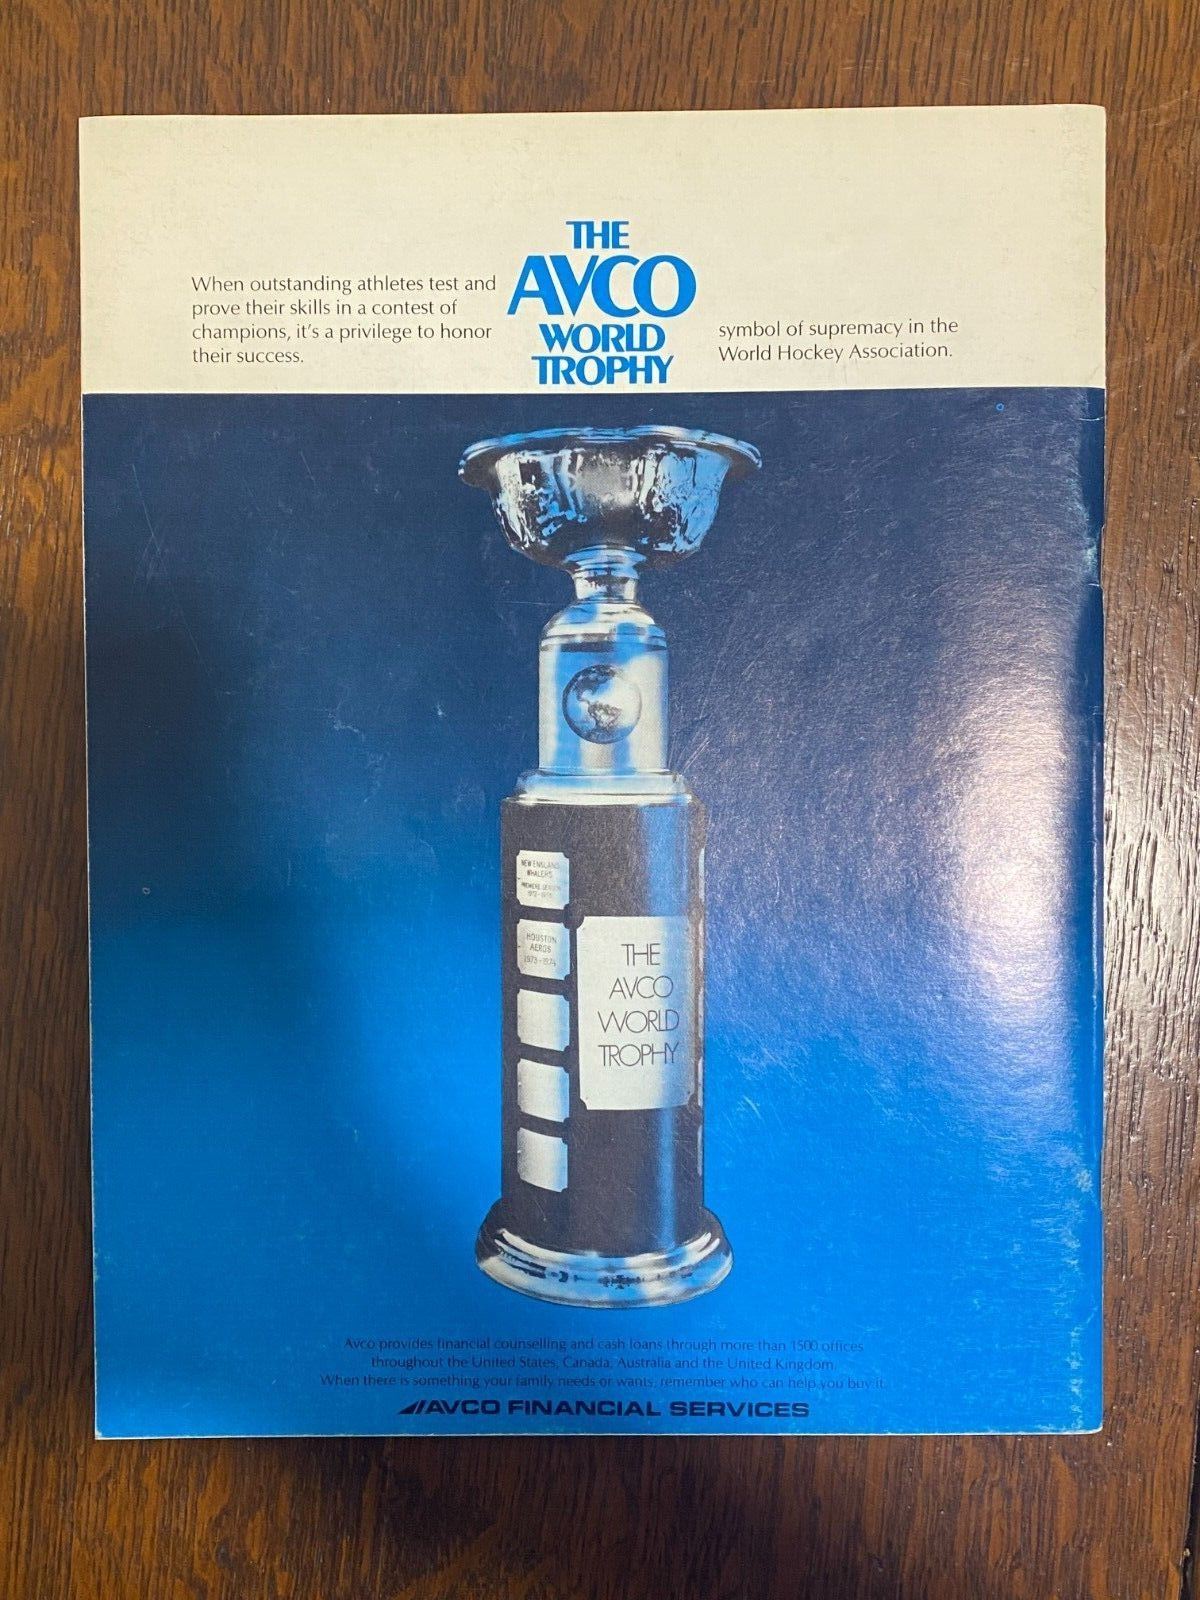 When outstanding athletes test and
prove their skills in a contest of
champions, it's a privilege to honor
their success.
THE
AVCO
WORLD
TROPHY
symbol of supremacy in the
World Hockey Association.
NEW ENGLAND
WHALERS
PREMIERE SEASON
1972-1973
HOUSTON
AEROS
1973-1974
THE
AVCO
WORLD
TROPHY
Avco provides financial counselling and cash loans through more than 1500 offices
throughout the United States, Canada, Australia and the United Kingdom.
When there is something your family needs or wants, remember who can help you buy it.
AVCO FINANCIAL SERVICES